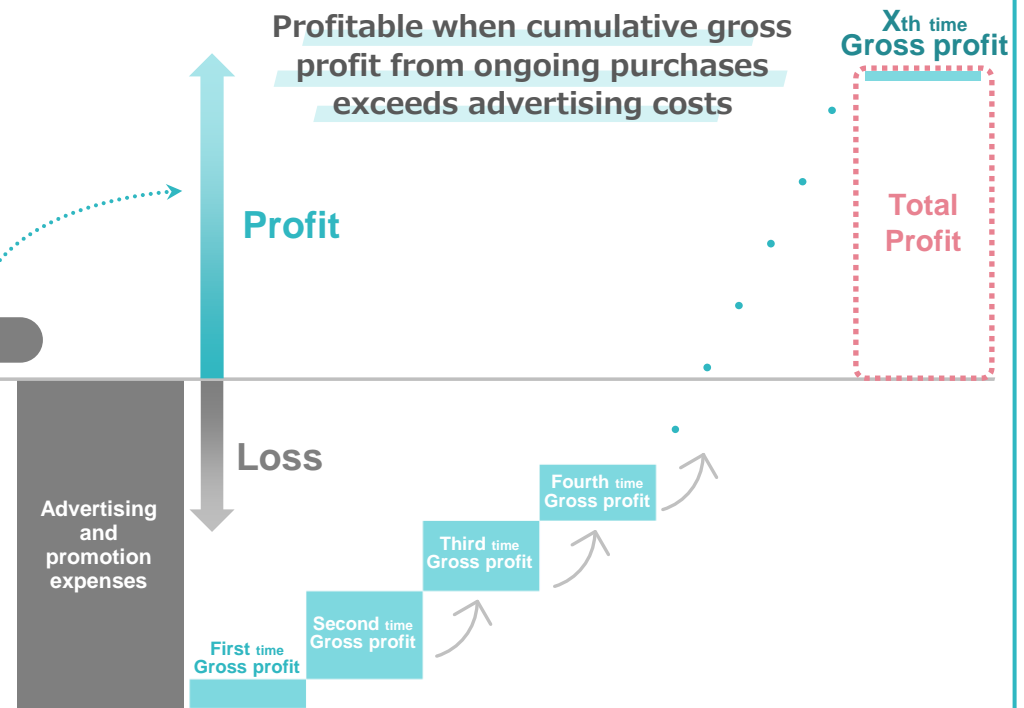 Profitable when cumulative gross
profit from ongoing purchases
exceeds advertising costs
Xth time
Gross profit
Total
Profit
Profit
Loss
Advertising
and
promotion
expenses
First time
Gross profit
Second time
Gross profit
Third time
Gross profit
Fourth time
Gross profit